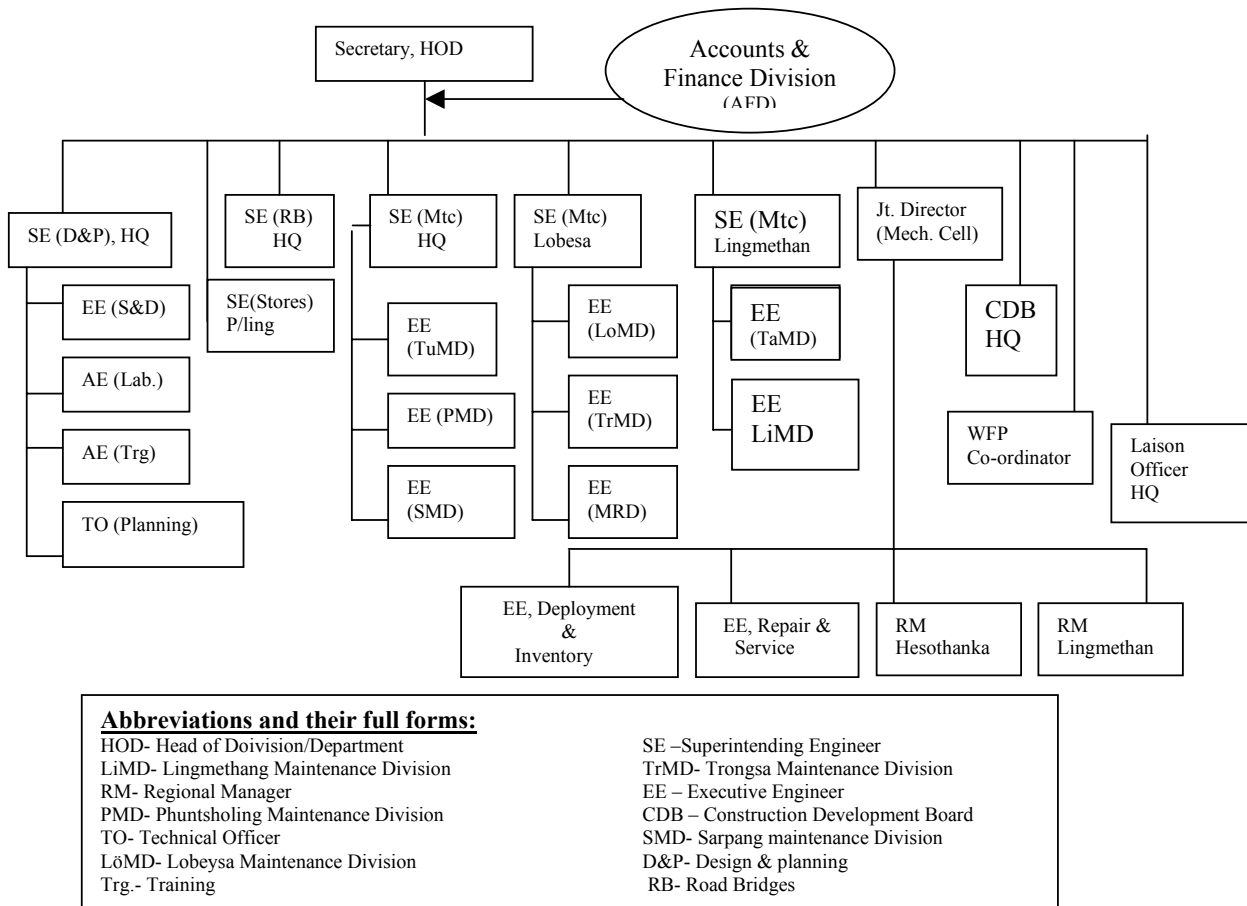 Secretary, HOD
Accounts &
Finance Division
(AFD)
SE (D&P), HQ
SE (RB)
HQ
SE (Mtc)
HQ
SE (Mtc)
Lobesa
SE (Mtc)
Lingmethan
Jt. Director
(Mech. Cell)
EE (S&D)
AE (Lab.)
AE (Trg)
TO (Planning)
SE(Stores)
P/ling
EE
(TuMD)
EE (PMD)
EE
(SMD)
EE
(LoMD)
EE
(TrMD)
EE
(MRD)
EE
(TaMD)
EE
LiMD
CDB
HQ
WFP
Co-ordinator
Laison
Officer
HQ
EE, Deployment
&
Inventory
EE, Repair &
Service
RM
Hesothanka
RM
Lingmethan
Abbreviations and their full forms:
HOD- Head of Doivision/Department
LiMD- Lingmethang Maintenance Division
RM- Regional Manager
PMD- Phuntsholing Maintenance Division
TO- Technical Officer
LöMD- Lobeysa Maintenance Division
Trg.- Training
SE –Superintending Engineer
TrMD- Trongsa Maintenance Division
EE – Executive Engineer
CDB – Construction Development Board
SMD- Sarpang maintenance Division
D&P- Design & planning
RB- Road Bridges